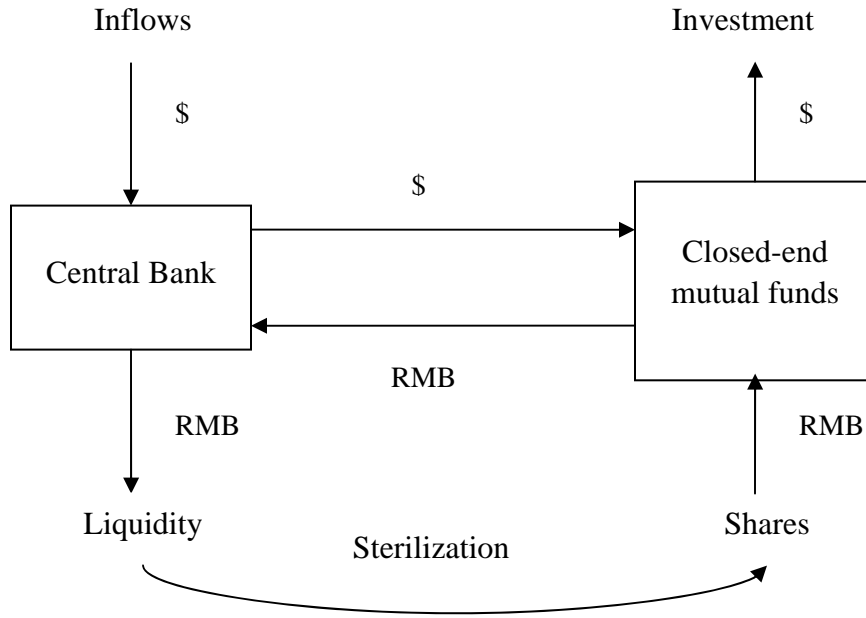 Inflows
Investment
$
$
$
Central Bank
Closed-end
mutual funds
RMB
RMB
RMB
Liquidity
Shares
Sterilization